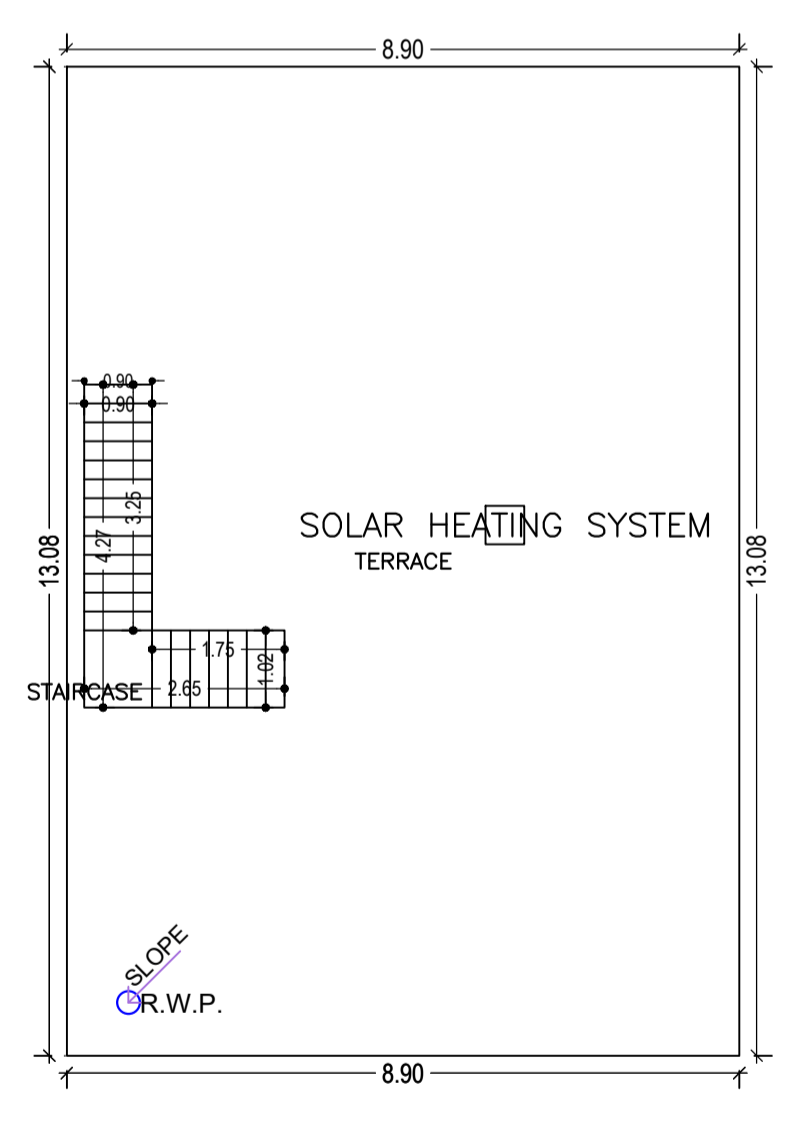 8.90
0.90
0.90
3.25
4.27
SOLAR HEATING SYSTEM
TERRACE
13.08
13.08
1.75
1.02
2.65
STAIRCASE
SLOPE
R.W.P.
8.90